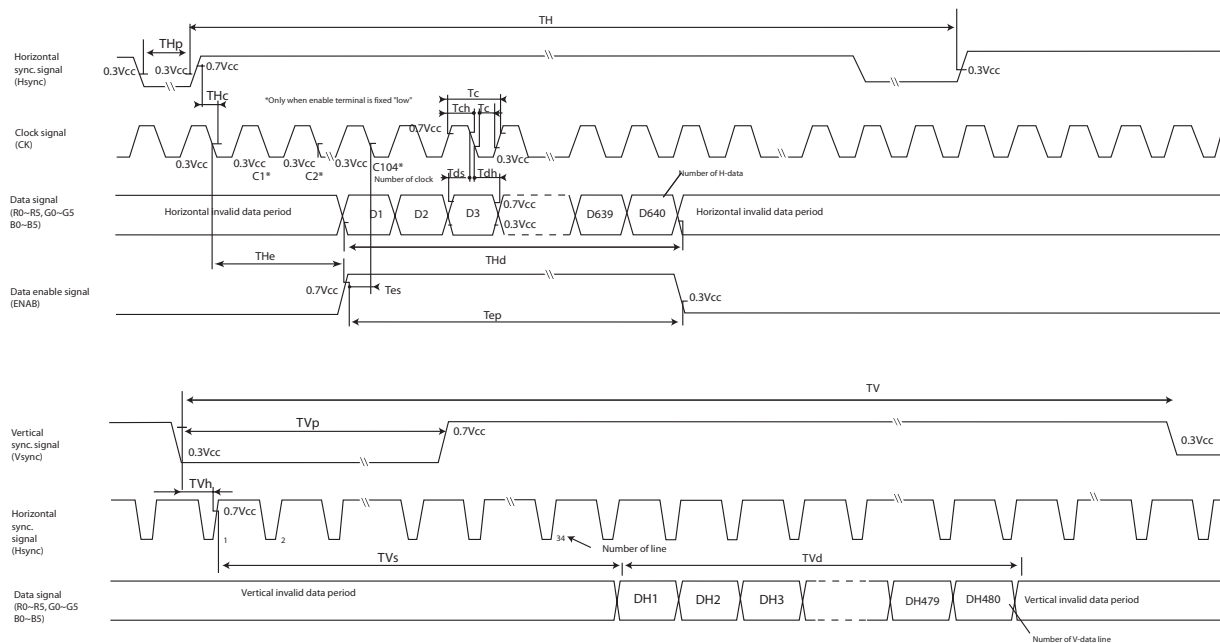 TH
THp
Horizontal
sync. signal
(Hsync)
0.3Vcc
0.3Vcc
0.7Vcc
0.3Vcc
THc
*Only when enable terminal is fixed "low"
Tc
Tch
Tc
Clock signal
(CK)
0.7Vcc
0.3Vcc
0.3Vcc
0.3Vcc
0.3Vcc
0.3Vcc
C1*
C2*
C104*
Number of clock
Tds
Tdh
Number of H-data
Data signal
(R0~R5, G0~G5
B0~B5)
Horizontal invalid data period
D1
D2
D3
0.7Vcc
0.3Vcc
D639
D640
Horizontal invalid data period
THe
THd
Data enable signal
(ENAB)
0.7Vcc
Tes
0.3Vcc
Tep
TV
TVp
Vertical
sync. signal
(Vsync)
0.3Vcc
0.7Vcc
0.3Vcc
TVh
Horizontal
sync.
signal
(Hsync)
0.7Vcc
1
2
34
Number of line
TVs
TVd
Data signal
(R0~R5, G0~G5
B0~B5)
Vertical invalid data period
DH1
DH2
DH3
DH479
DH480
Vertical invalid data period
Number of V-data line